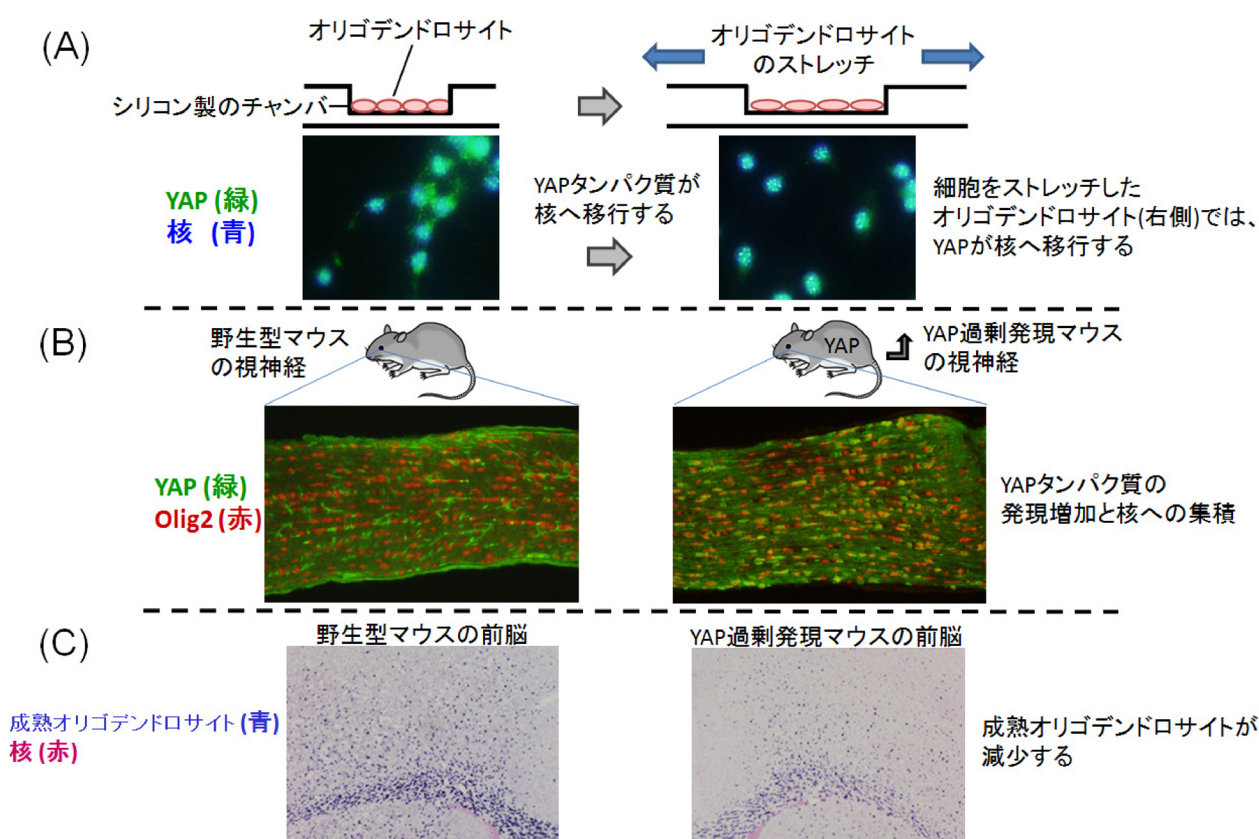 (A)
オリゴデンドロサイト
シリコン製のチャンバー
オリゴデンドロサイト
のストレッチ
YAP (緑)
核 (青)
YAPタンパク質が
核へ移行する
細胞をストレッチした
オリゴデンドロサイト(右側)では、
YAPが核へ移行する
(B)
野生型マウス
の視神経
YAP
YAP過剰発現マウス
の視神経
YAP (緑)
Olig2 (赤)
YAPタンパク質の
発現増加と核への集積
(C)
野生型マウスの前脳
YAP過剰発現マウスの前脳
成熟オリゴデンドロサイト (青)
核 (赤)
成熟オリゴデンドロサイトが
減少する